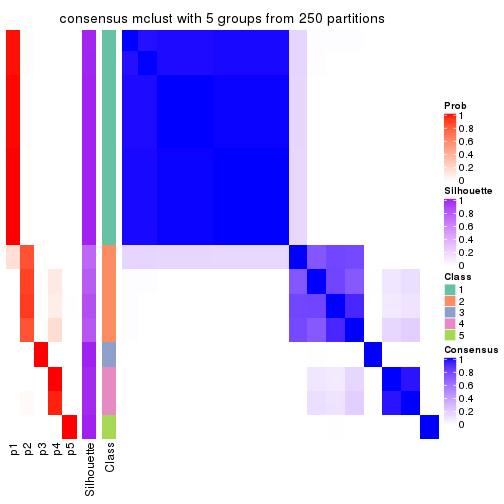 consensus mclust with 5 groups from 250 partitions
Prob
1
0.8
0.6
0.4
0.2
0
Silhouette
1
0.8
0.6
0.4
0.2
0
Class
1
2
3
4
5
Consensus
1
0.8
0.6
0.4
0.2
0
p1
p2
p3
p4
p5
Silhouette
Class